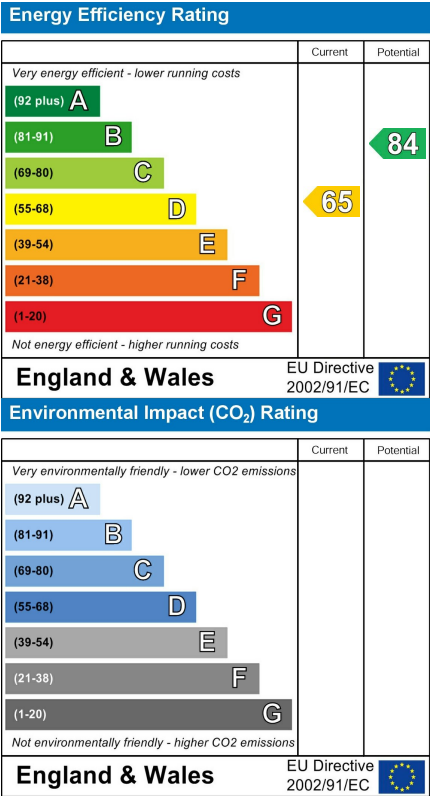 Energy Efficiency Rating
Current Potential
Very energy efficient - lower running costs
(92 plus) A
(81-91) B
84
(69-80) C
(55-68) D
65
(39-54) E
(21-38) F
(1-20) G
Not energy efficient - higher running costs
England & Wales
EU Directive
2002/91/EC
Environmental Impact (CO₂) Rating
Current Potential
Very environmentally friendly - lower CO2 emissions
(92 plus) A
(81-91) B
(69-80) C
(55-68) D
(39-54) E
(21-38) F
(1-20) G
Not environmentally friendly - higher CO2 emissions
England & Wales
EU Directive
2002/91/EC